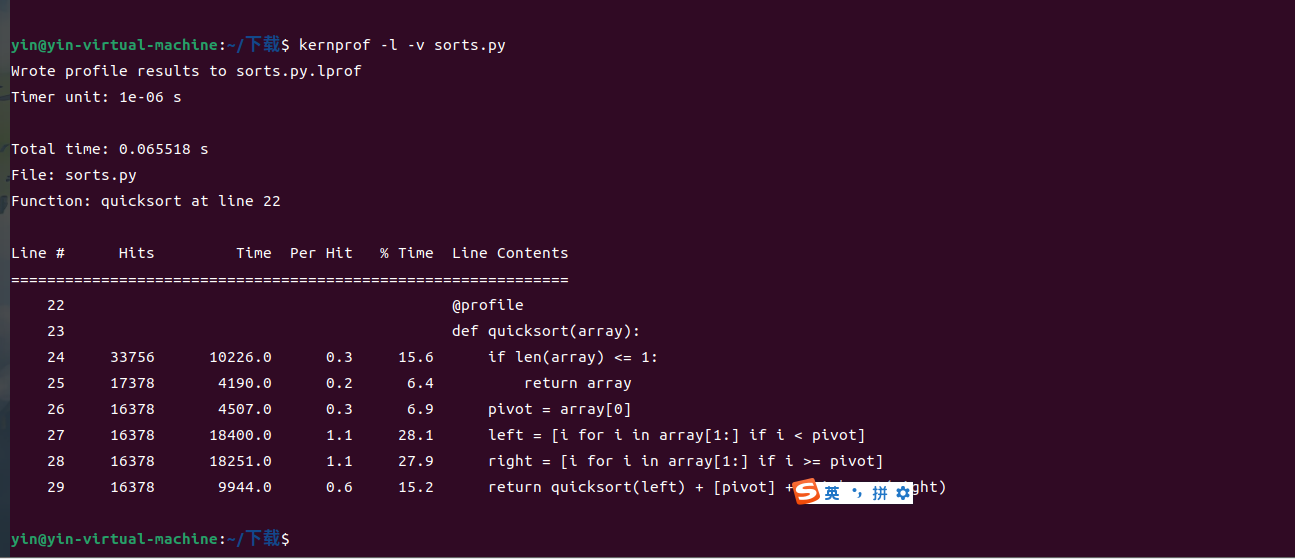 yin@yin-virtual-machine:~/下载$ kernprof -l -v sorts.py
Wrote profile results to sorts.py.lprof
Timer unit: 1e-06 s
Total time: 0.065518 s
File: sorts.py
Function: quicksort at line 22
Line #      Hits         Time  Per Hit   % Time  Line Contents
==============================================================
    22                                           @profile
    23                                           def quicksort(array):
    24     33756      10226.0      0.3     15.6      if len(array) <= 1:
    25     17378       4190.0      0.2      6.4          return array
    26     16378       4507.0      0.3      6.9      pivot = array[0]
    27     16378      18400.0      1.1     28.1      left = [i for i in array[1:] if i < pivot]
    28     16378      18251.0      1.1     27.9      right = [i for i in array[1:] if i >= pivot]
    29     16378       9944.0      0.6     15.2      return quicksort(left) + [pivot] + ght)
S 英 •, 拼
yin@yin-virtual-machine:~/下载$